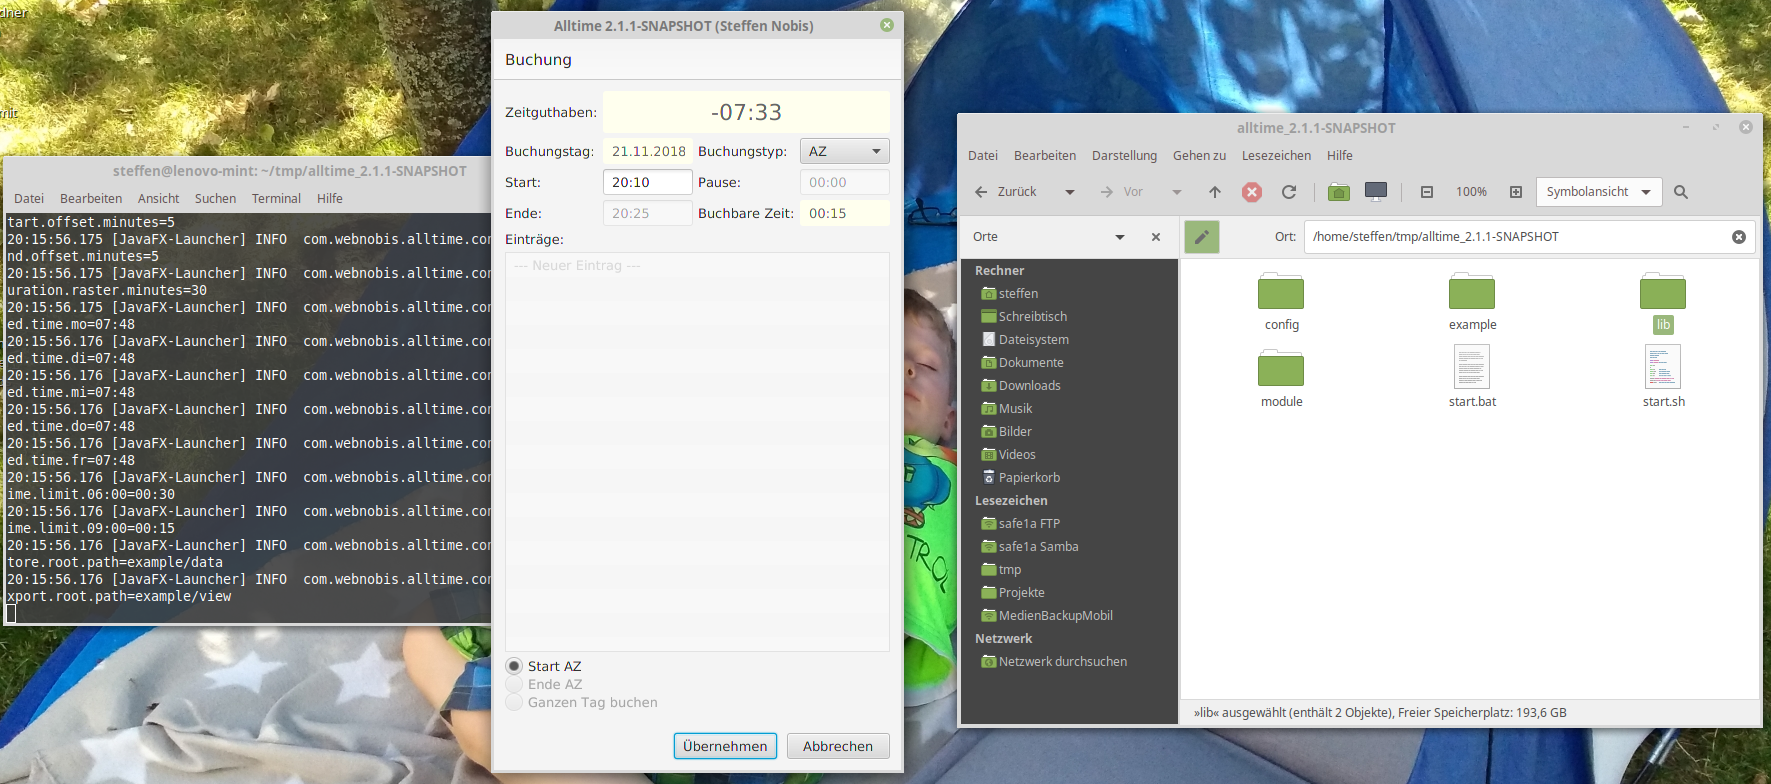 dner
mit
steffen@lenovo-mint: ~/tmp/alltime_2.1.1-SNAPSHOT
Datei Bearbeiten Ansicht Suchen Terminal Hilfe
tart.offset.minutes=5
20:15:56.175 [JavaFX-Launcher] INFO com.webnobis.alltime.con
nd.offset.minutes=5
20:15:56.175 [JavaFX-Launcher] INFO com.webnobis.alltime.con
uration.raster.minutes=30
20:15:56.175 [JavaFX-Launcher] INFO com.webnobis.alltime.con
ed.time.mo=07:48
20:15:56.176 [JavaFX-Launcher] INFO com.webnobis.alltime.con
ed.time.di=07:48
20:15:56.176 [JavaFX-Launcher] INFO com.webnobis.alltime.con
ed.time.mi=07:48
20:15:56.176 [JavaFX-Launcher] INFO com.webnobis.alltime.con
ed.time.do=07:48
20:15:56.176 [JavaFX-Launcher] INFO com.webnobis.alltime.con
ed.time.fr=07:48
20:15:56.176 [JavaFX-Launcher] INFO com.webnobis.alltime.con
ime.limit.06:00=00:30
20:15:56.176 [JavaFX-Launcher] INFO com.webnobis.alltime.con
ime.limit.09:00=00:15
20:15:56.176 [JavaFX-Launcher] INFO com.webnobis.alltime.con
tore.root.path=example/data
20:15:56.176 [JavaFX-Launcher] INFO com.webnobis.alltime.con
xport.root.path=example/view
Alltime 2.1.1-SNAPSHOT (Steffen Nobis)
Buchung
Zeitguthaben: -07:33
Buchungstag: 21.11.2018 Buchungstyp: AZ
Start: 20:10 Pause: 00:00
Ende: 20:25 Buchbare Zeit: 00:15
Einträge:
--- Neuer Eintrag ---
Start AZ
Ende AZ
Ganzen Tag buchen
Übernehmen Abbrechen
alltime_2.1.1-SNAPSHOT
Datei Bearbeiten Darstellung Gehen zu Lesezeichen Hilfe
Zurück Vor 100% Symbolansicht
Orte Ort: /home/steffen/tmp/alltime_2.1.1-SNAPSHOT
Rechner
steffen
Schreibtisch
Dateisystem
Dokumente
Downloads
Musik
Bilder
Videos
Papierkorb
Lesezeichen
safe1a FTP
safe1a Samba
tmp
Projekte
MedienBackupMobil
Netzwerk
Netzwerk durchsuchen
config example lib
module start.bat start.sh
»lib« ausgewählt (enthält 2 Objekte), Freier Speicherplatz: 193,6 GB